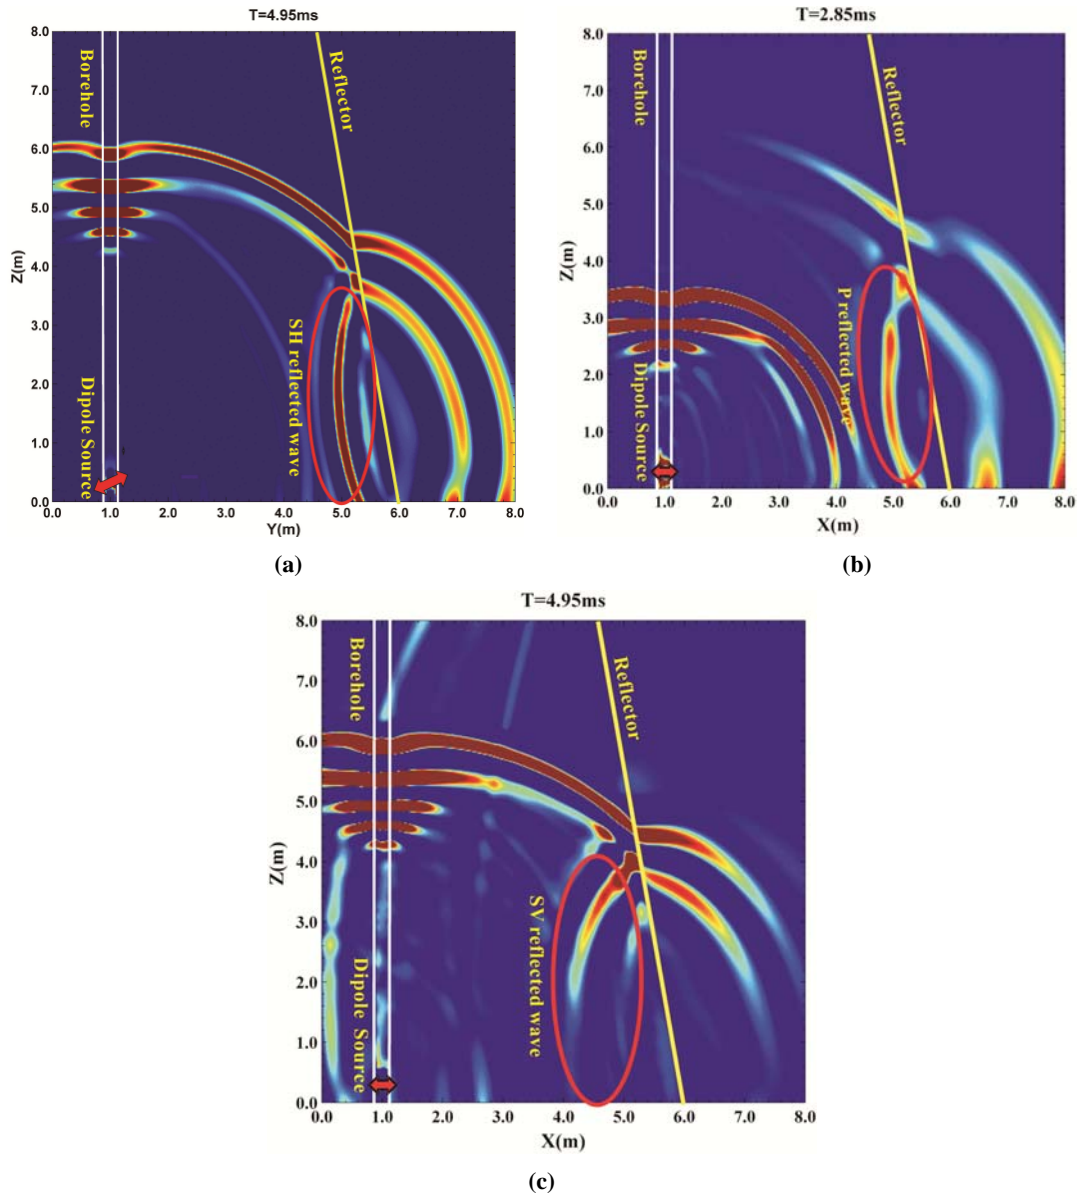 T=4.95ms
8.0
7.0
6.0
5.0
4.0
3.0
2.0
1.0
0.0
Z(m)
Borehole
Reflector
SH reflected wave
Dipole Source
0.0 1.0 2.0 3.0 4.0 5.0 6.0 7.0 8.0
Y(m)
(a)
T=2.85ms
8.0
7.0
6.0
5.0
4.0
3.0
2.0
1.0
0.0
Z(m)
Borehole
Reflector
P reflected wave
Dipole Source
0.0 1.0 2.0 3.0 4.0 5.0 6.0 7.0 8.0
X(m)
(b)
T=4.95ms
8.0
7.0
6.0
5.0
4.0
3.0
2.0
1.0
0.0
Z(m)
Borehole
Reflector
SV reflected wave
Dipole Source
0.0 1.0 2.0 3.0 4.0 5.0 6.0 7.0 8.0
X(m)
(c)